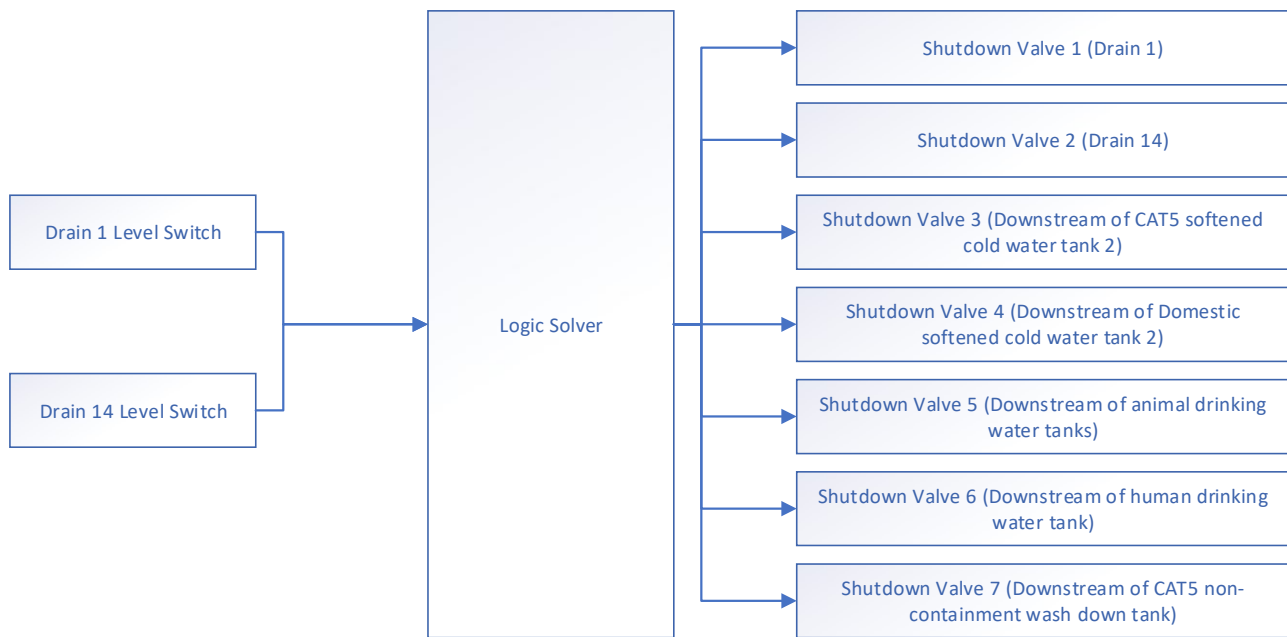 Shutdown Valve 1 (Drain 1)
Shutdown Valve 2 (Drain 14)
Drain 1 Level Switch
Shutdown Valve 3 (Downstream of CAT5 softened
cold water tank 2)
Logic Solver
Shutdown Valve 4 (Downstream of Domestic
softened cold water tank 2)
Drain 14 Level Switch
Shutdown Valve 5 (Downstream of animal drinking
water tanks)
Shutdown Valve 6 (Downstream of human drinking
water tank)
Shutdown Valve 7 (Downstream of CAT5 non-
containment wash down tank)